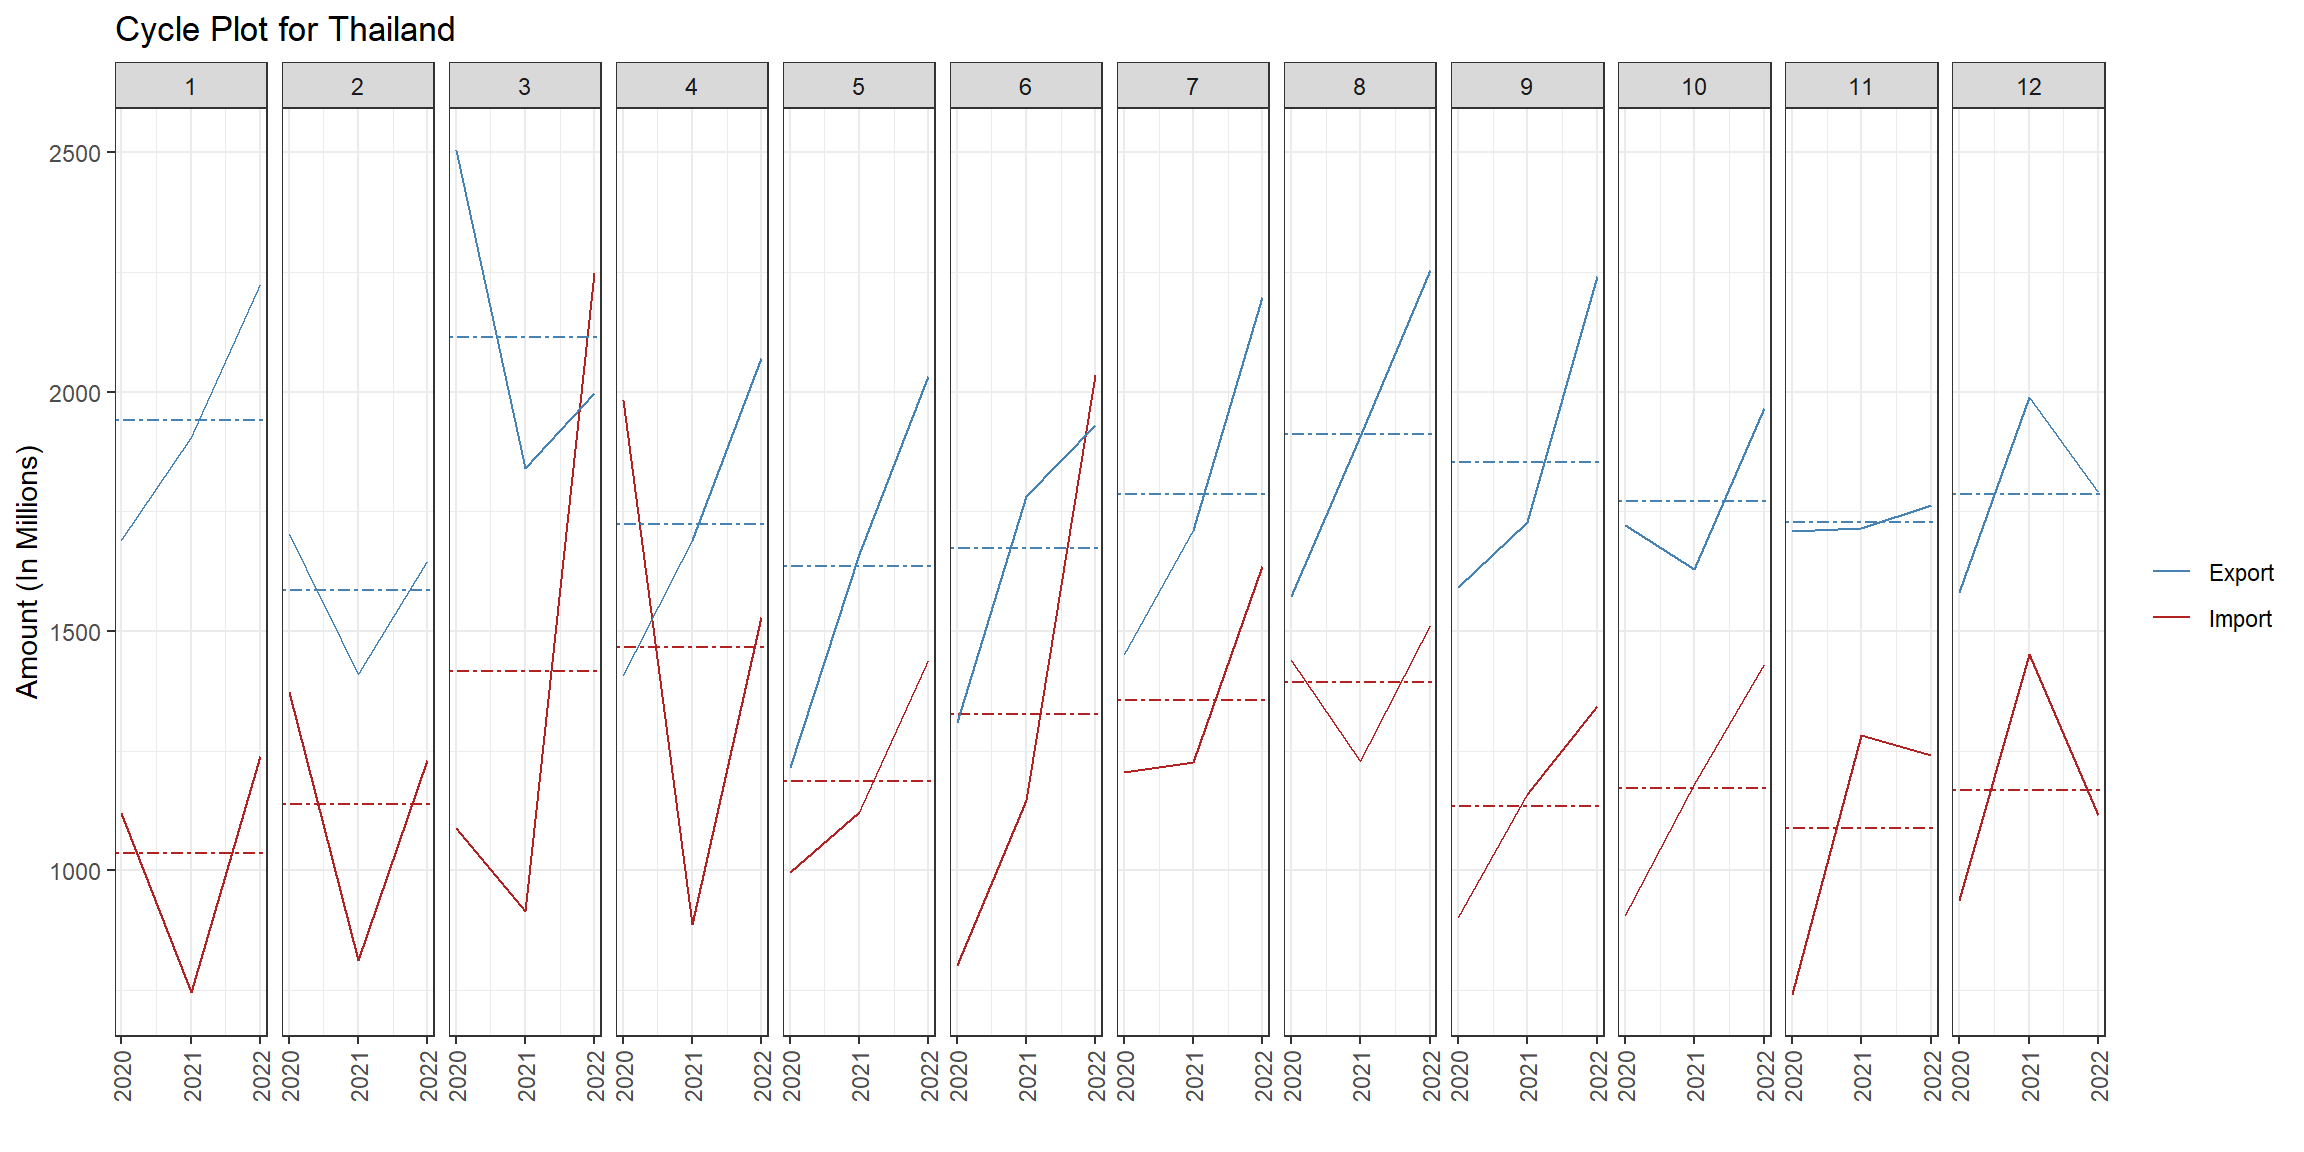 Cycle Plot for Thailand
1 2 3 4 5 6 7 8 9 10 11 12
Amount (In Millions)
2500
2000
1500
1000
Export
Import
2020 2021 2022 2020 2021 2022 2020 2021 2022 2020 2021 2022 2020 2021 2022 2020 2021 2022 2020 2021 2022 2020 2021 2022 2020 2021 2022 2020 2021 2022 2020 2021 2022 2020 2021 2022